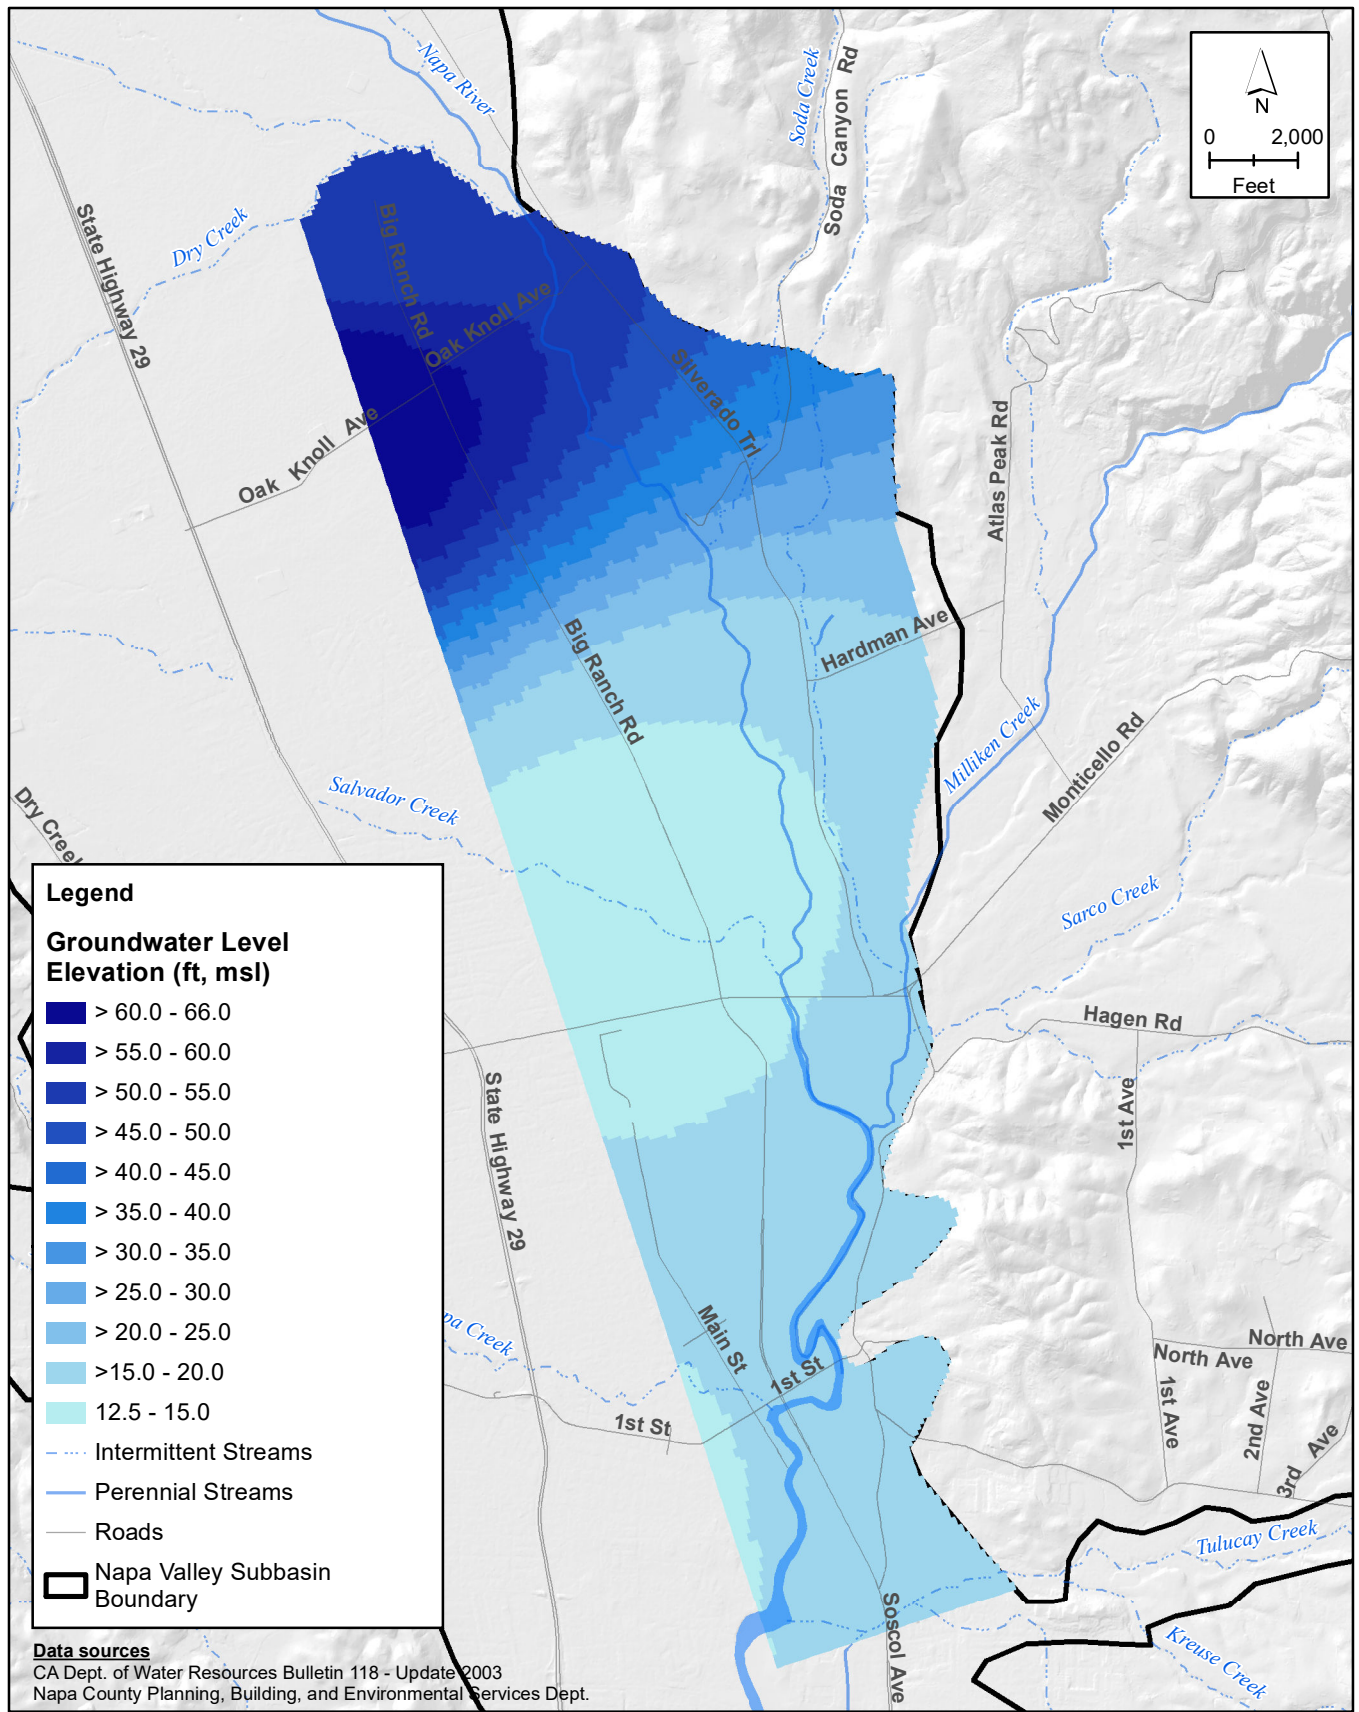 Napa River
Soda Creek
Soda Canyon Rd
N
0 2,000
Feet
State Highway 29
Dry Creek
Big Ranch Rd
Oak Knoll Ave
Silverado Trl
Oak Knoll Ave
Atlas Peak Rd
Big Ranch Rd
Hardman Ave
Milliken Creek
Monticello Rd
Salvador Creek
Dry Creek
Sarco Creek
Hagen Rd
1st Ave
State Highway 29
Main St
pa Creek
1st St
1st St
North Ave
North Ave
1st Ave
2nd Ave
3rd Ave
Tulucay Creek
Soscol Ave
Kreuse Creek
Legend
Groundwater Level
Elevation (ft, msl)
> 60.0 - 66.0
> 55.0 - 60.0
> 50.0 - 55.0
> 45.0 - 50.0
> 40.0 - 45.0
> 35.0 - 40.0
> 30.0 - 35.0
> 25.0 - 30.0
> 20.0 - 25.0
>15.0 - 20.0
12.5 - 15.0
Intermittent Streams
Perennial Streams
Roads
Napa Valley Subbasin
Boundary
Data sources
CA Dept. of Water Resources Bulletin 118 - Update 2003
Napa County Planning, Building, and Environmental Services Dept.